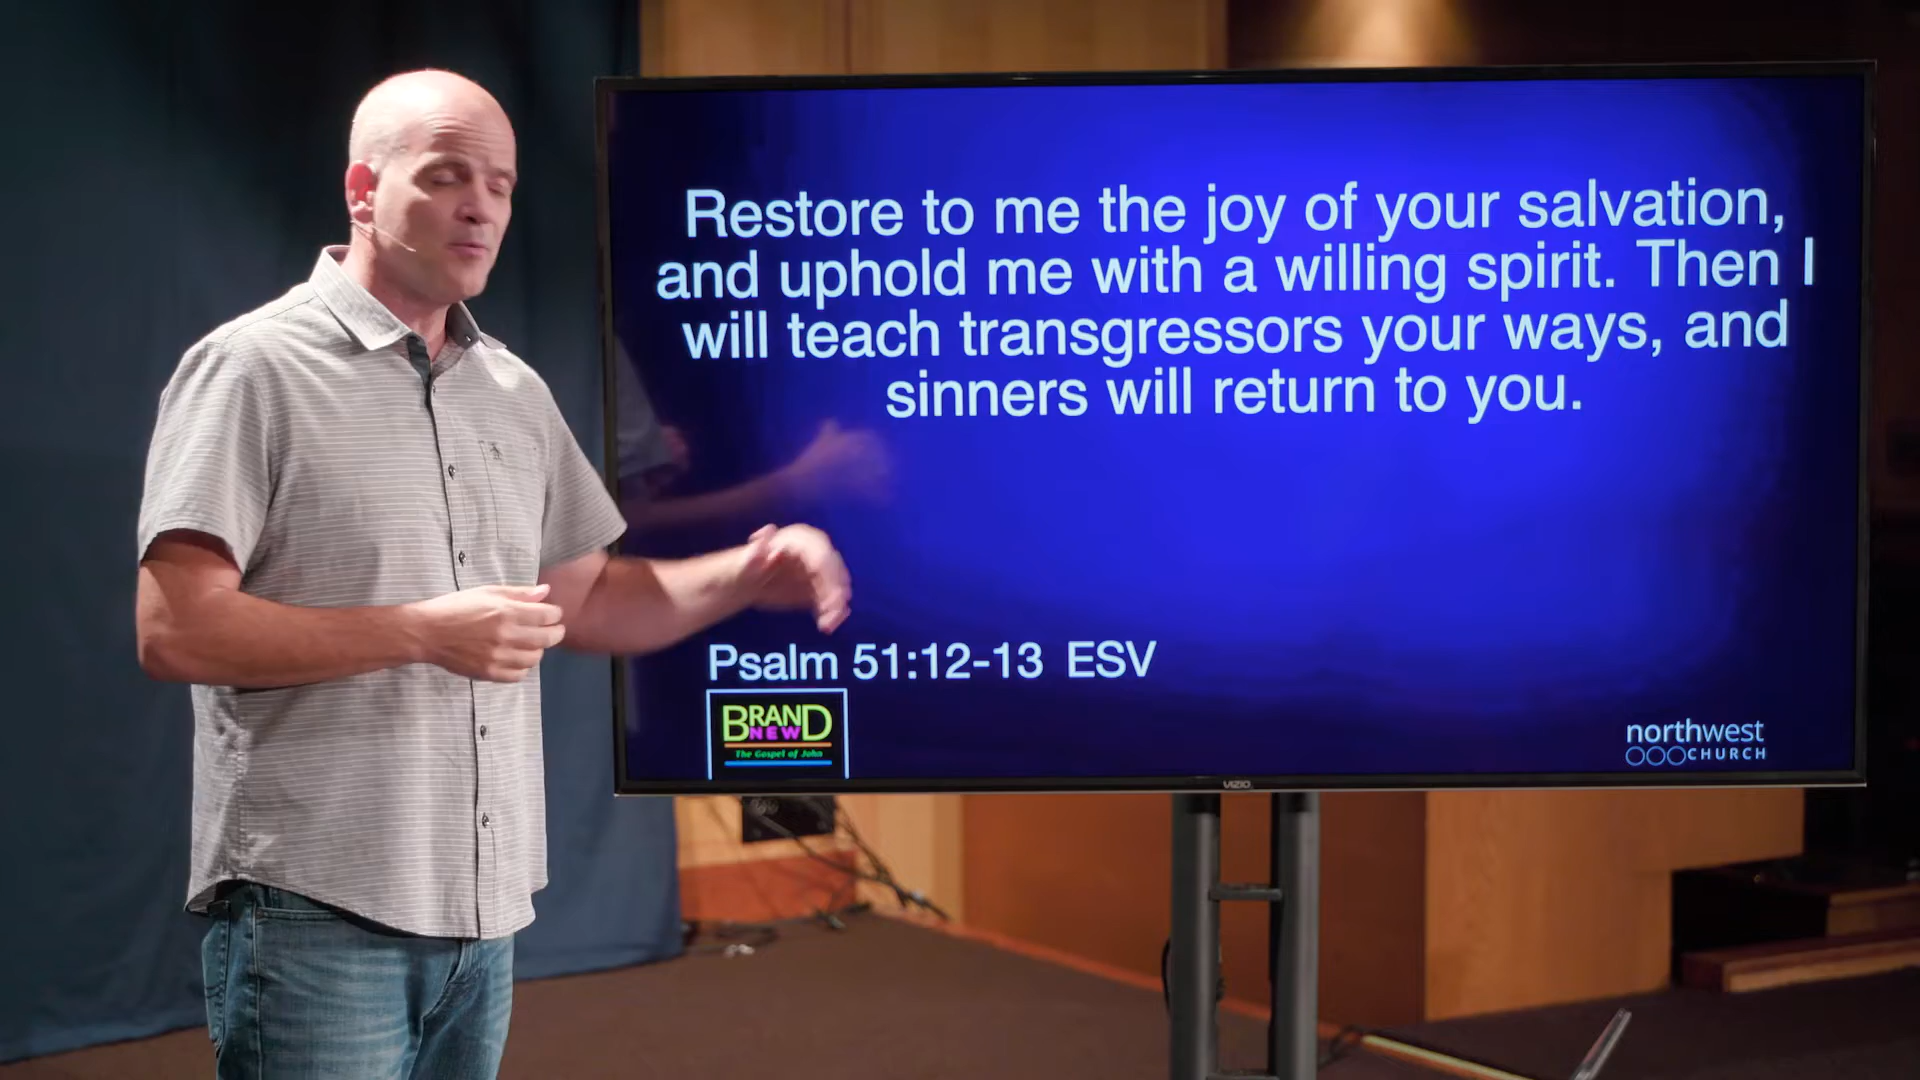 Restore to me the joy of your salvation,
and uphold me with a willing spirit. Then I
will teach transgressors your ways, and
sinners will return to you.
Psalm 51:12-13 ESV
BRAND
NEW
The Gospel of John
northwest
CHURCH
VIZIO